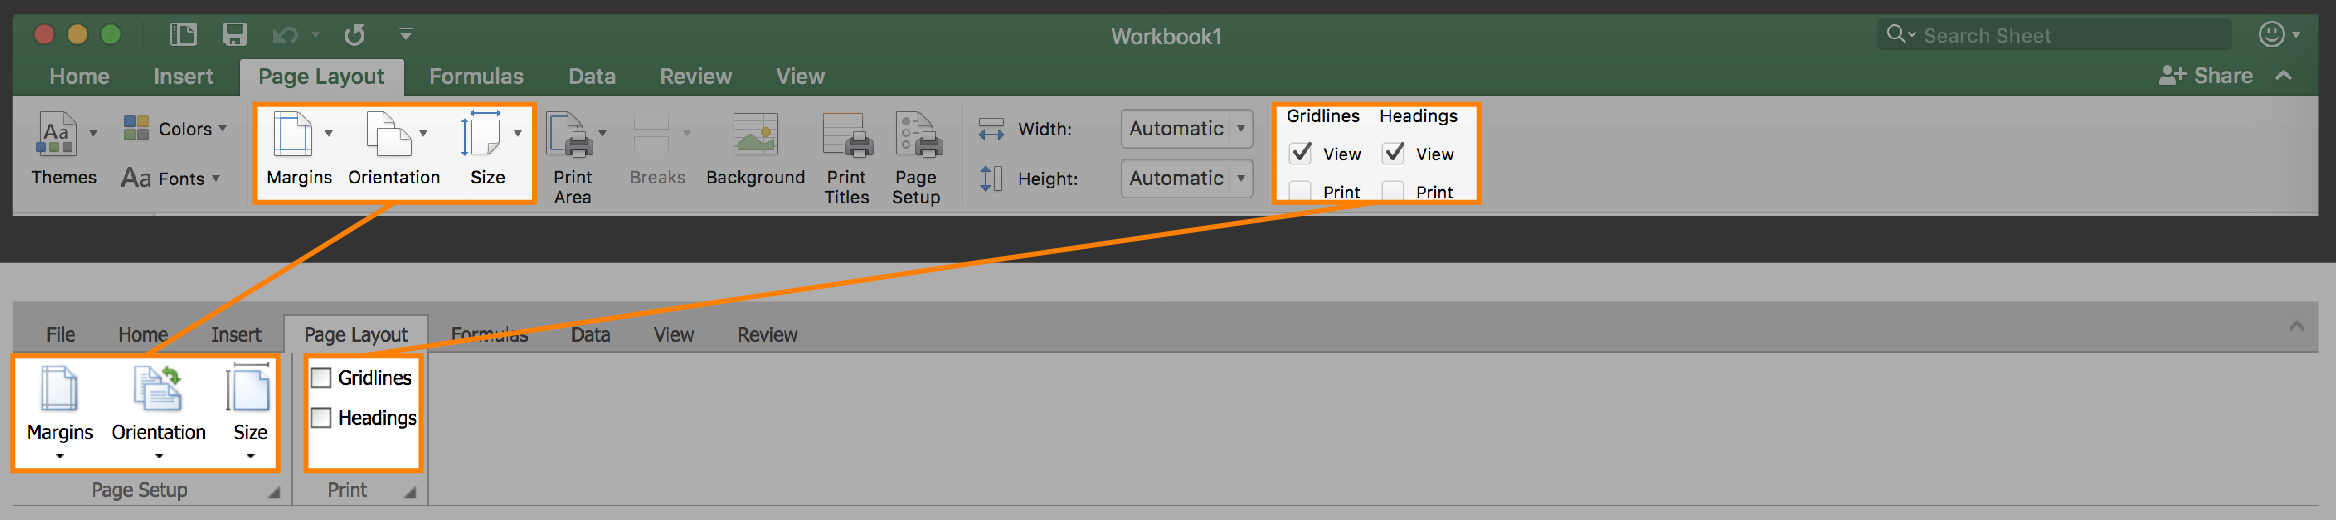 Workbook1
Search Sheet
Home Insert Page Layout Formulas Data Review View
Share
Aa
Themes
Colors
Aa Fonts
Margins Orientation Size
Print
Area
Breaks
Background
Print
Titles
Page
Setup
Width: Automatic
Height: Automatic
Gridlines Headings
View View
Print Print
File Home Insert Page Layout Formulas Data View Review
Margins Orientation Size
Gridlines
Headings
Page Setup Print